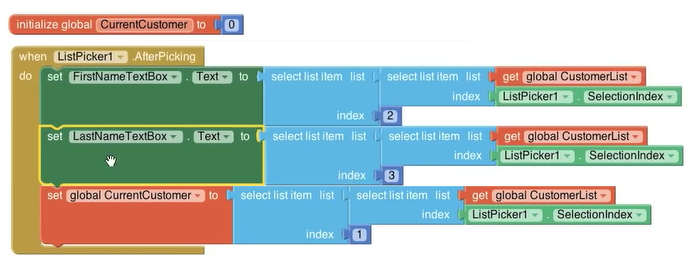 initialize global CurrentCustomer to 0
when ListPicker1 .AfterPicking
do set FirstNameTextBox . Text to select list item list select list item list get global CustomerList
index ListPicker1 . SelectionIndex
index 2
set LastNameTextBox . Text to select list item list select list item list get global CustomerList
index ListPicker1 . SelectionIndex
index 3
set global CurrentCustomer to select list item list select list item list get global CustomerList
index ListPicker1 . SelectionIndex
index 1